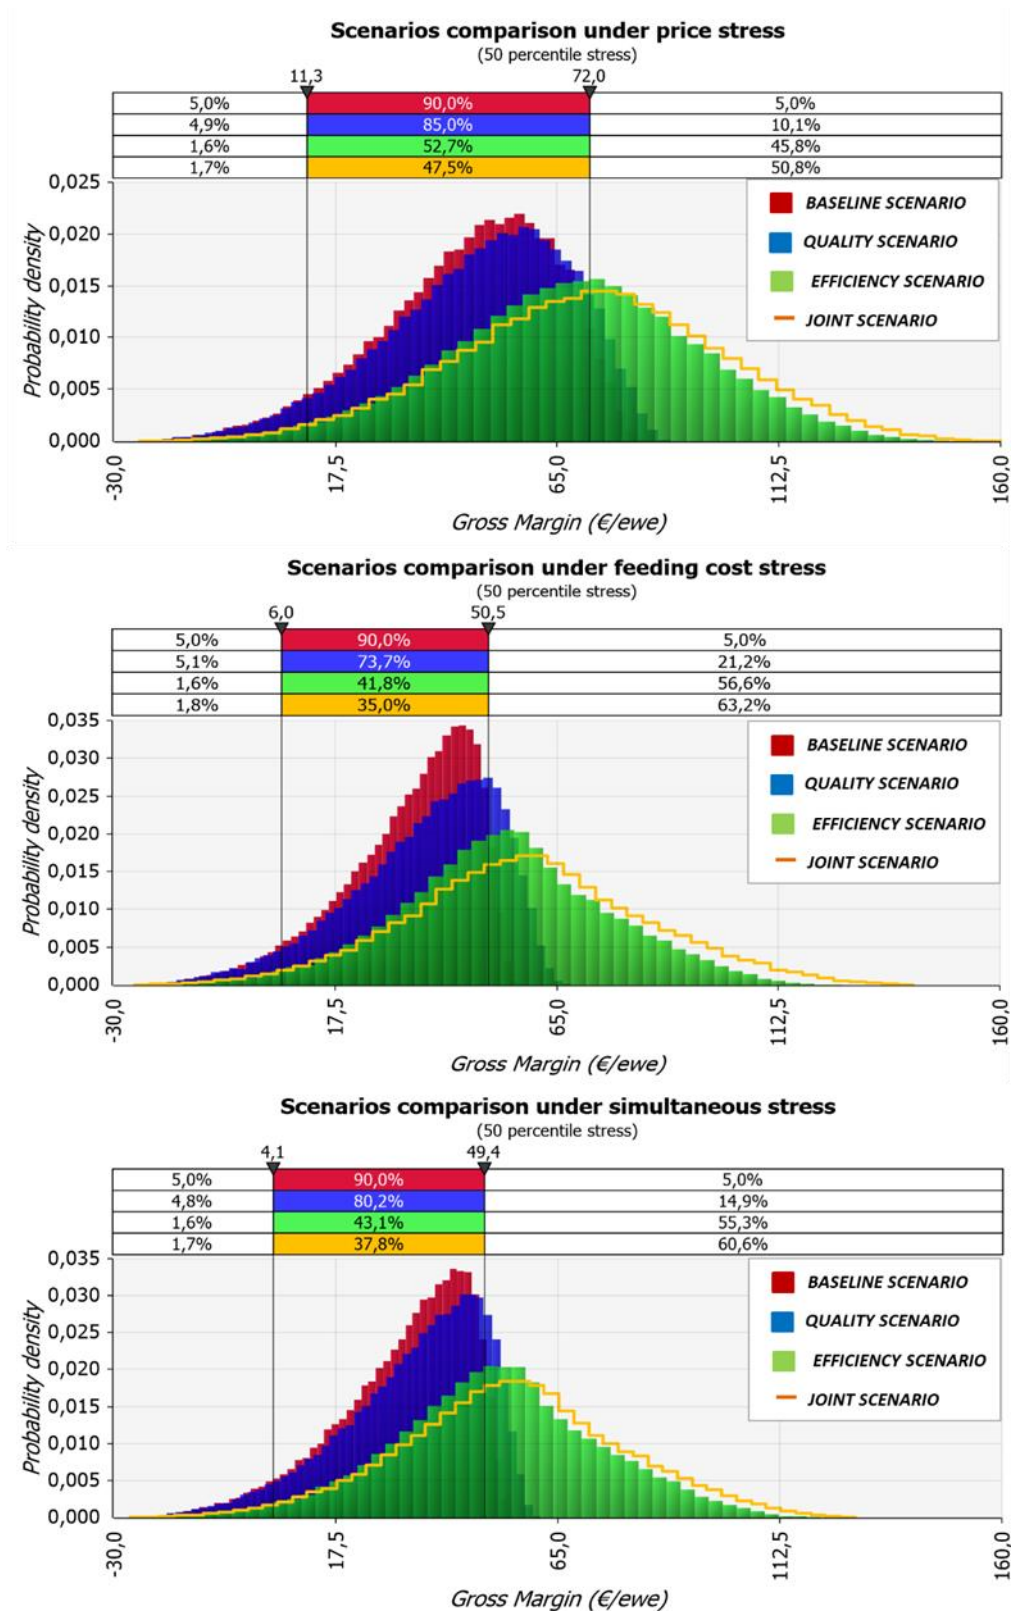 Scenarios comparison under price stress
(50 percentile stress)
11,3 72,0
5,0% 90,0% 5,0%
4,9% 85,0% 10,1%
1,6% 52,7% 45,8%
1,7% 47,5% 50,8%
0,025
0,020
0,015
0,010
0,005
0,000
Probability density
BASELINE SCENARIO
QUALITY SCENARIO
EFFICIENCY SCENARIO
JOINT SCENARIO
-30,0 17,5 65,0 112,5 160,0
Gross Margin (€/ewe)
Scenarios comparison under feeding cost stress
(50 percentile stress)
6,0 50,5
5,0% 90,0% 5,0%
5,1% 73,7% 21,2%
1,6% 41,8% 56,6%
1,8% 35,0% 63,2%
0,035
0,030
0,025
0,020
0,015
0,010
0,005
0,000
Probability density
BASELINE SCENARIO
QUALITY SCENARIO
EFFICIENCY SCENARIO
JOINT SCENARIO
-30,0 17,5 65,0 112,5 160,0
Gross Margin (€/ewe)
Scenarios comparison under simultaneous stress
(50 percentile stress)
4,1 49,4
5,0% 90,0% 5,0%
4,8% 80,2% 14,9%
1,6% 43,1% 55,3%
1,7% 37,8% 60,6%
0,035
0,030
0,025
0,020
0,015
0,010
0,005
0,000
Probability density
BASELINE SCENARIO
QUALITY SCENARIO
EFFICIENCY SCENARIO
JOINT SCENARIO
-30,0 17,5 65,0 112,5 160,0
Gross Margin (€/ewe)